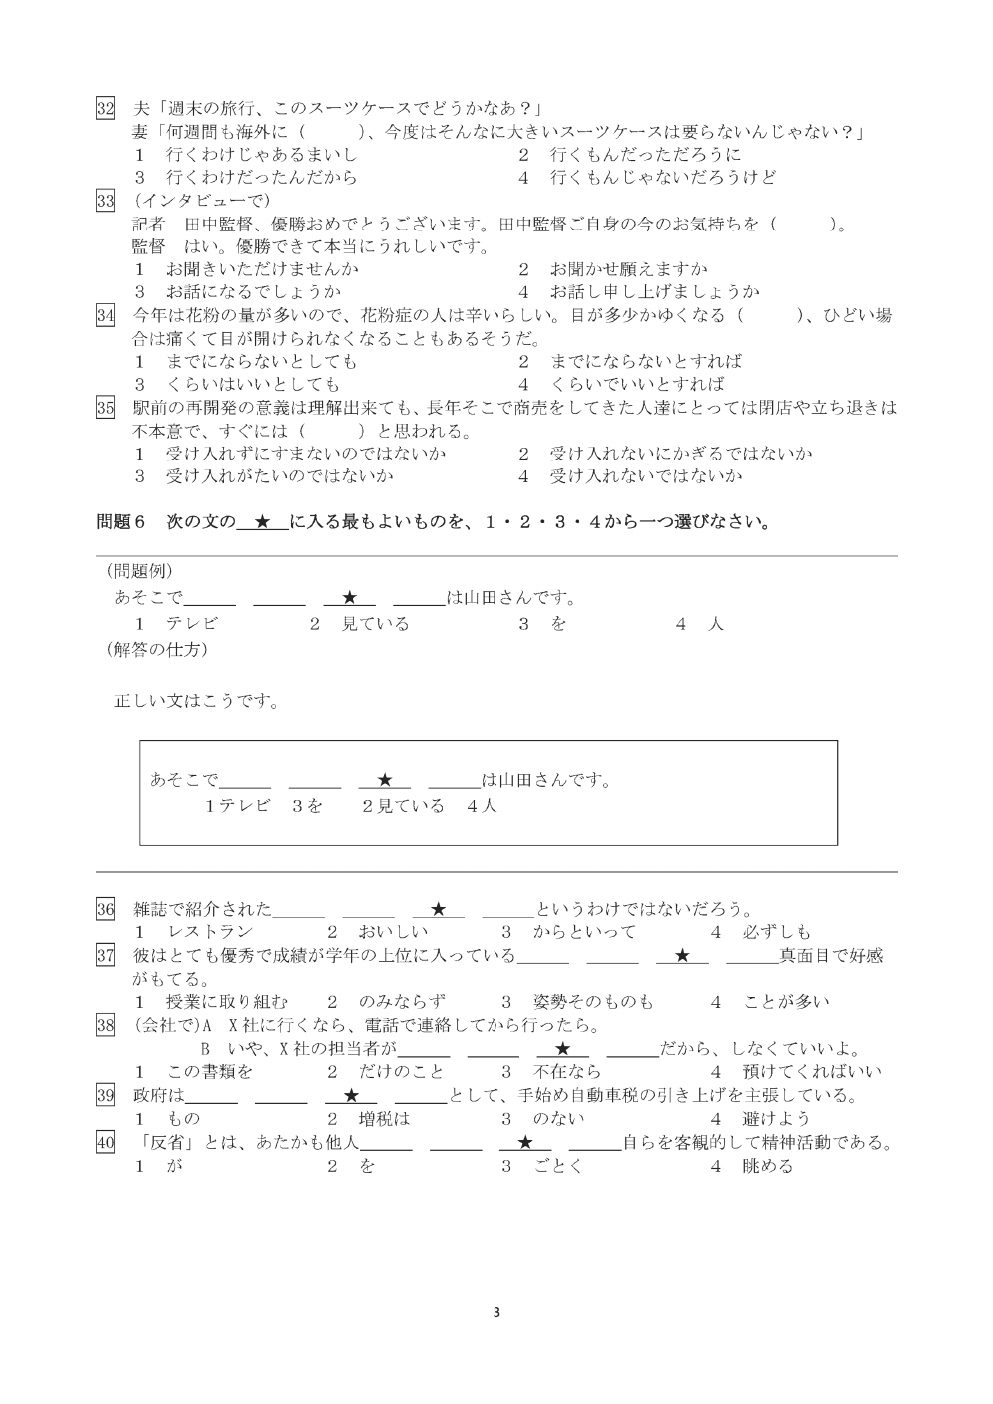 32 夫「週末の旅行、このスーツケースでどうかなあ？」
妻「何週間も海外に（　　　）、今度はそんなに大きいスーツケースは要らないんじゃない？」
1 行くわけじゃあるまいし 2 行くもんだっただろうに
3 行くわけだったんだから 4 行くもんじゃないだろうけど
33 （インタビューで）
記者　田中監督、優勝おめでとうございます。田中監督ご自身の今のお気持ちを（　　　）。
監督　はい。優勝できて本当にうれしいです。
1 お聞きいただけませんか 2 お聞かせ願えますか
3 お話になるでしょうか 4 お話し申し上げましょうか
34 今年は花粉の量が多いので、花粉症の人は辛いらしい。目が多少かゆくなる（　　　）、ひどい場
合は痛くて目が開けられなくなることもあるそうだ。
1 までにならないとしても 2 までにならないとすれば
3 くらいはいいとしても 4 くらいでいいとすれば
35 駅前の再開発の意義は理解出来ても、長年そこで商売をしてきた人達にとっては閉店や立ち退きは
不本意で、すぐには（　　　）と思われる。
1 受け入れずにすまないのではないか 2 受け入れないにかぎるではないか
3 受け入れがたいのではないか 4 受け入れないではないか
問題６　次の文の＿★＿に入る最もよいものを、１・２・３・４から一つ選びなさい。
（問題例）
あそこで＿＿＿ ＿＿＿ ＿★＿ ＿＿＿は山田さんです。
1 テレビ 2 見ている 3 を 4 人
（解答の仕方）
正しい文はこうです。
あそこで＿＿＿ ＿＿＿ ＿★＿ ＿＿＿は山田さんです。
１テレビ ３を ２見ている ４人
36 雑誌で紹介された＿＿＿ ＿＿＿ ＿★＿ ＿＿＿というわけではないだろう。
1 レストラン 2 おいしい 3 からといって 4 必ずしも
37 彼はとても優秀で成績が学年の上位に入っている＿＿＿ ＿＿＿ ＿★＿ ＿＿＿真面目で好感
がもてる。
1 授業に取り組む 2 のみならず 3 姿勢そのものも 4 ことが多い
38 （会社で）A　X 社に行くなら、電話で連絡してから行ったら。
B　いや、X 社の担当者が＿＿＿ ＿＿＿ ＿★＿ ＿＿＿だから、しなくていいよ。
1 この書類を 2 だけのこと 3 不在なら 4 預けてくればいい
39 政府は＿＿＿ ＿＿＿ ＿★＿ ＿＿＿として、手始め自動車税の引き上げを主張している。
1 もの 2 増税は 3 のない 4 避けよう
40 「反省」とは、あたかも他人＿＿＿ ＿＿＿ ＿★＿ ＿＿＿自らを客観的して精神活動である。
1 が 2 を 3 ごとく 4 眺める
3